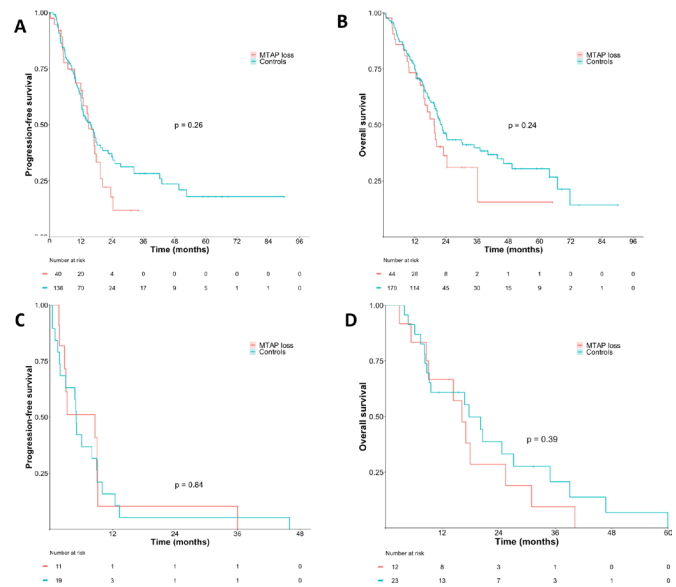 A
1.00
0.75
0.50
0.25
0.00
Progression-free survival
MTAP loss
Controls
p = 0.26
0 12 24 36 48 60 72 84 96
Time (months)
Number at risk
40 20 4 0 0 0 0 0 0
136 70 24 17 9 5 1 1 0
B
1.00
0.75
0.50
0.25
Overall survival
MTAP loss
Controls
p = 0.24
12 24 36 48 60 72 84 96
Time (months)
Number at risk
44 28 8 2 1 1 0 0 0
170 114 45 30 15 9 2 1 0
C
1.00
0.75
0.50
0.25
Progression-free survival
MTAP loss
Controls
p = 0.84
12 24 36 48
Time (months)
Number at risk
11 1 1 1 0
19 3 1 1 0
D
1.00
0.75
0.50
0.25
Overall survival
MTAP loss
Controls
p = 0.39
12 24 36 48 60
Time (months)
Number at risk
12 8 3 1 0 0
23 13 7 3 1 0